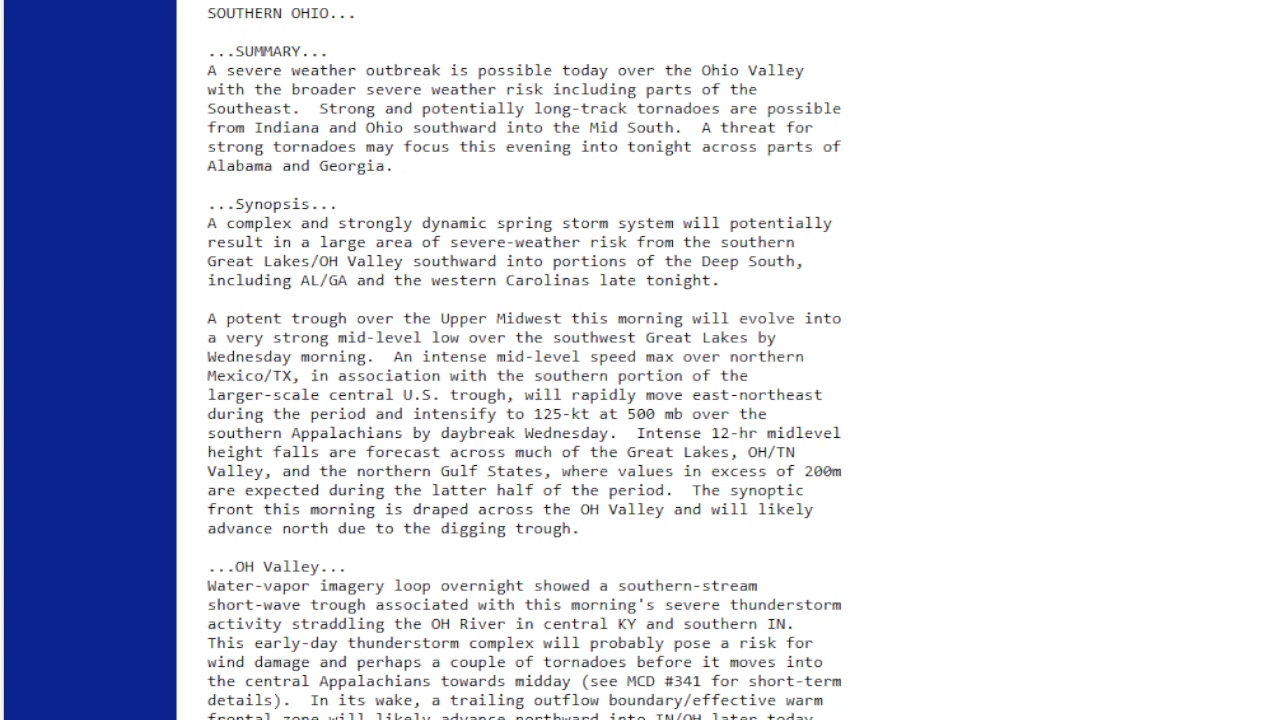 SOUTHERN OHIO...
...SUMMARY...
A severe weather outbreak is possible today over the Ohio Valley
with the broader severe weather risk including parts of the
Southeast.  Strong and potentially long-track tornadoes are possible
from Indiana and Ohio southward into the Mid South.  A threat for
strong tornadoes may focus this evening into tonight across parts of
Alabama and Georgia.
...Synopsis...
A complex and strongly dynamic spring storm system will potentially
result in a large area of severe-weather risk from the southern
Great Lakes/OH Valley southward into portions of the Deep South,
including AL/GA and the western Carolinas late tonight.
A potent trough over the Upper Midwest this morning will evolve into
a very strong mid-level low over the southwest Great Lakes by
Wednesday morning.  An intense mid-level speed max over northern
Mexico/TX, in association with the southern portion of the
larger-scale central U.S. trough, will rapidly move east-northeast
during the period and intensify to 125-kt at 500 mb over the
southern Appalachians by daybreak Wednesday.  Intense 12-hr midlevel
height falls are forecast across much of the Great Lakes, OH/TN
Valley, and the northern Gulf States, where values in excess of 200m
are expected during the latter half of the period.  The synoptic
front this morning is draped across the OH Valley and will likely
advance north due to the digging trough.
...OH Valley...
Water-vapor imagery loop overnight showed a southern-stream
short-wave trough associated with this morning's severe thunderstorm
activity straddling the OH River in central KY and southern IN.
This early-day thunderstorm complex will probably pose a risk for
wind damage and perhaps a couple of tornadoes before it moves into
the central Appalachians towards midday (see MCD #341 for short-term
details).  In its wake, a trailing outflow boundary/effective warm
frontal zone will likely advance northward into IN/OH later today